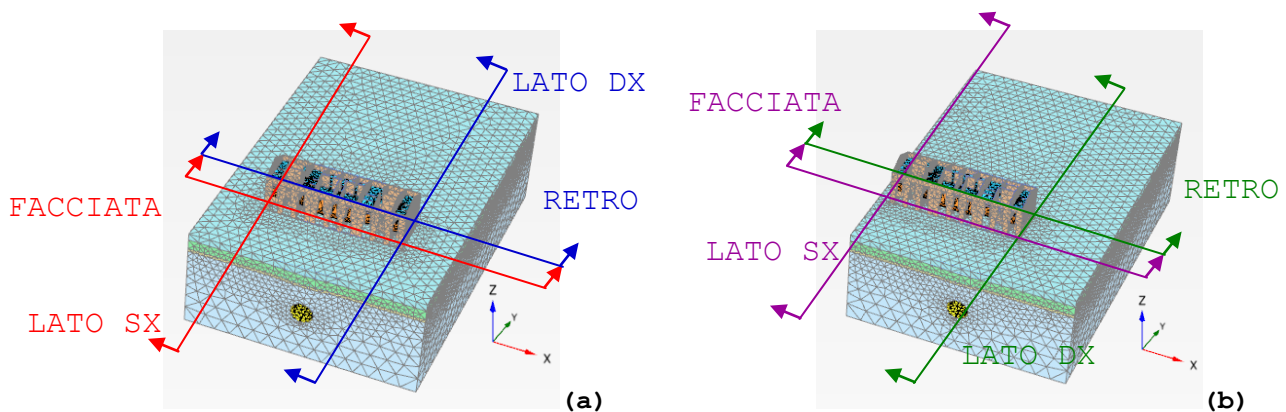 LATO DX
FACCIATA
RETRO
LATO SX
Z
Y
X
(a)
FACCIATA
RETRO
LATO SX
LATO DX
Z
Y
X
(b)